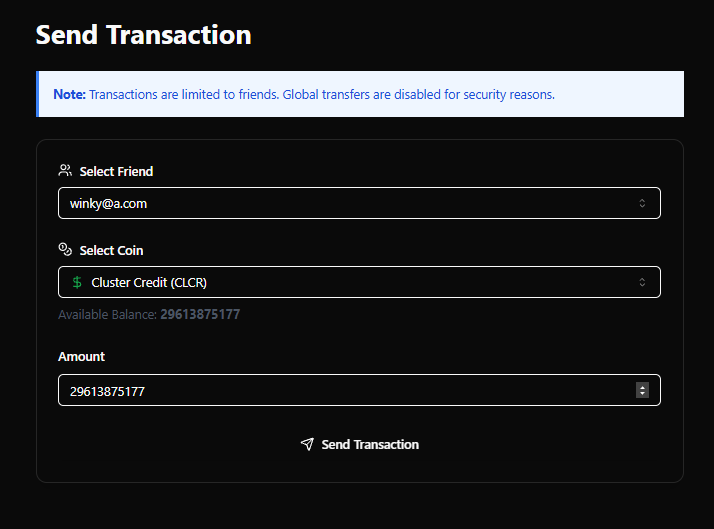 Send Transaction
Note: Transactions are limited to friends. Global transfers are disabled for security reasons.
Select Friend
winky@a.com
Select Coin
$ Cluster Credit (CLCR)
Available Balance: 29613875177
Amount
29613875177
Send Transaction